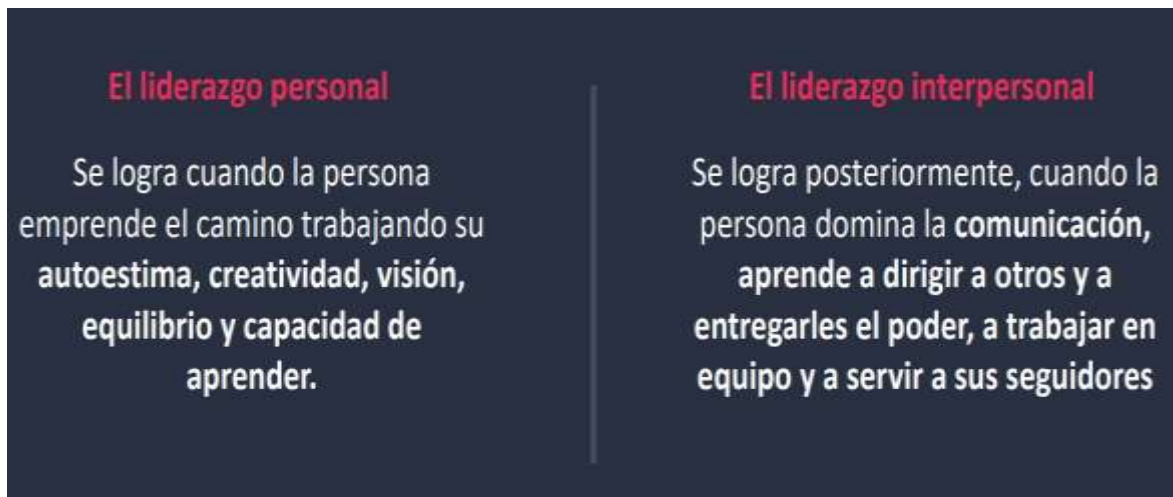 El liderazgo personal
Se logra cuando la persona
emprende el camino trabajando su
autoestima, creatividad, visión,
equilibrio y capacidad de
aprender.
El liderazgo interpersonal
Se logra posteriormente, cuando la
persona domina la comunicación,
aprende a dirigir a otros y a
entregarles el poder, a trabajar en
equipo y a servir a sus seguidores